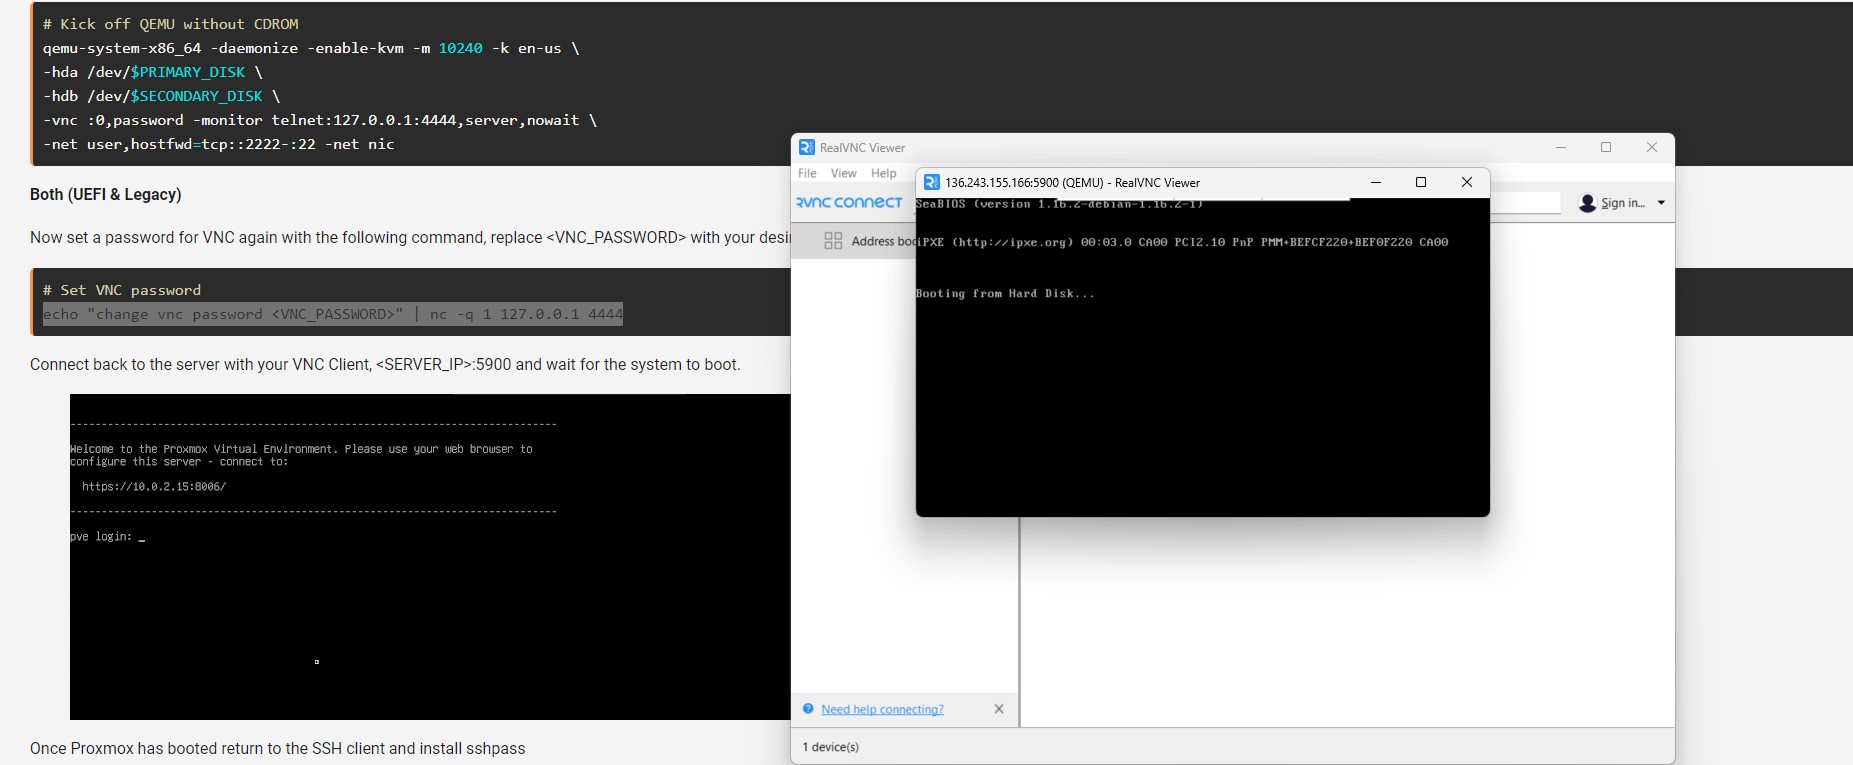 # Kick off QEMU without CDROM
qemu-system-x86_64 -daemonize -enable-kvm -m 10240 -k en-us \
-hda /dev/$PRIMARY_DISK \
-hdb /dev/$SECONDARY_DISK \
-vnc :0,password -monitor telnet:127.0.0.1:4444,server,nowait \
-net user,hostfwd=tcp::2222-:22 -net nic
Both (UEFI & Legacy)
Now set a password for VNC again with the following command, replace <VNC_PASSWORD> with your desi
# Set VNC password
echo "change vnc password <VNC_PASSWORD>" | nc -q 1 127.0.0.1 4444
Connect back to the server with your VNC Client, <SERVER_IP>:5900 and wait for the system to boot.
Welcome to the Proxmox Virtual Environment. Please use your web browser to
configure this server - connect to:
https://10.0.2.15:8006/
pve login: _
Once Proxmox has booted return to the SSH client and install sshpass
RealVNC Viewer
File View Help
rvnc connect
Sign in...
Address boo
136.243.155.166:5900 (QEMU) - RealVNC Viewer
SeaBIOS (version 1.16.2-debian-1.16.2-1)
iPXE (http://ipxe.org) 00:03.0 CA00 PCI2.10 PnP PMM+BEFCF220+BEF0F220 CA00
Booting from Hard Disk...
Need help connecting?
1 device(s)